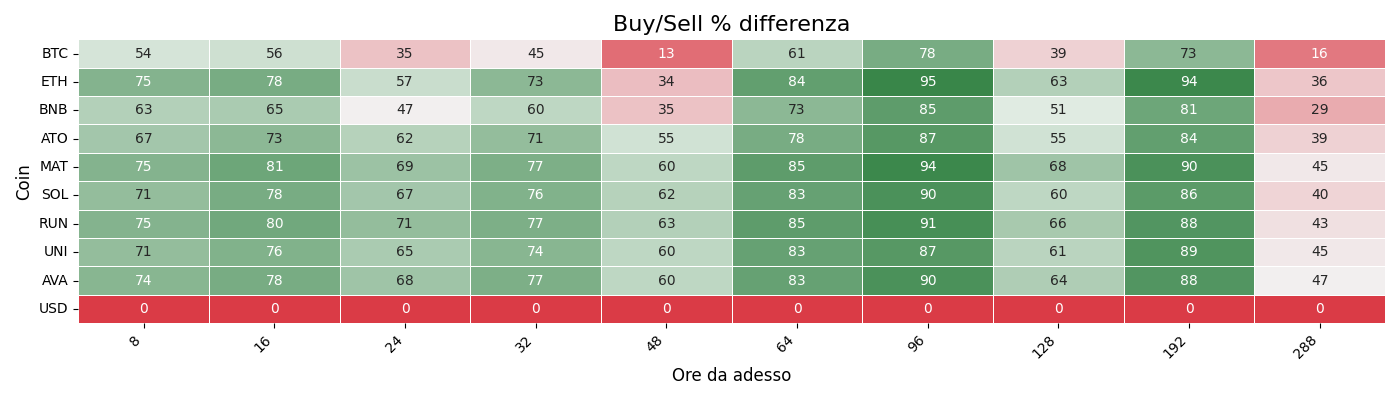 Buy/Sell % differenza
Coin
BTC 54 56 35 45 13 61 78 39 73 16
ETH 75 78 57 73 34 84 95 63 94 36
BNB 63 65 47 60 35 73 85 51 81 29
ATO 67 73 62 71 55 78 87 55 84 39
MAT 75 81 69 77 60 85 94 68 90 45
SOL 71 78 67 76 62 83 90 60 86 40
RUN 75 80 71 77 63 85 91 66 88 43
UNI 71 76 65 74 60 83 87 61 89 45
AVA 74 78 68 77 60 83 90 64 88 47
USD 0 0 0 0 0 0 0 0 0 0
8 16 24 32 48 64 96 128 192 288
Ore da adesso